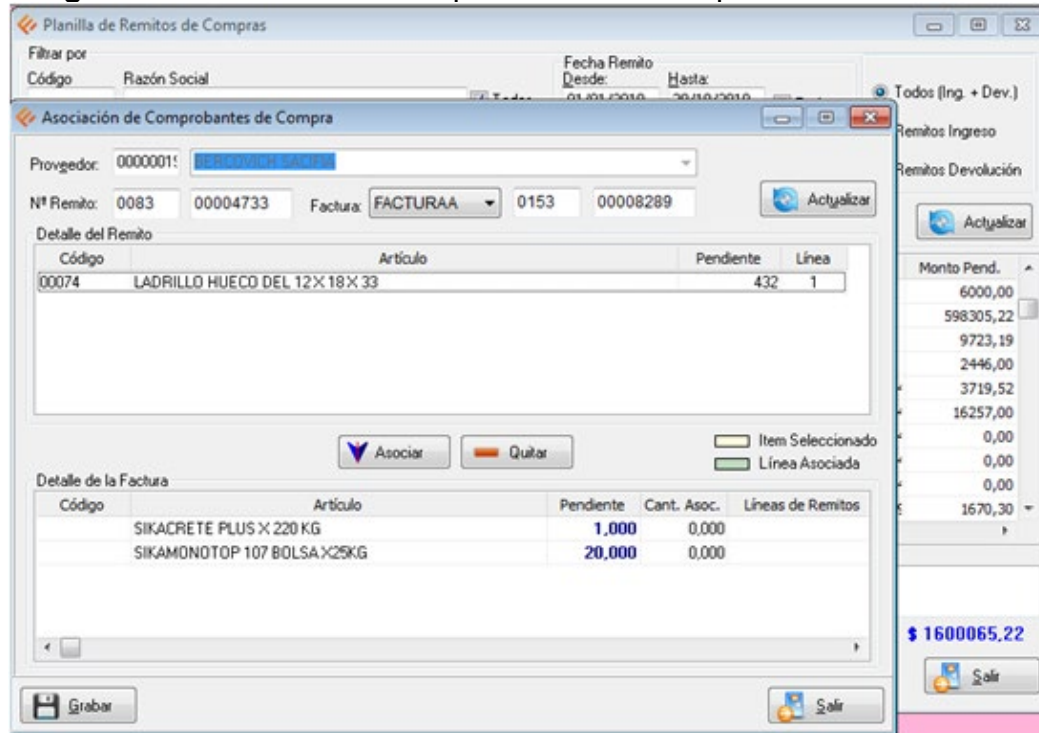 Planilla de Remitos de Compras
Filtrar por
Código Razón Social
Fecha Remito
Desde: Hasta:
Todos (Ing. + Dev.)
Remitos Ingreso
Remitos Devolución
Actualizar
Monto Pend.
6000,00
598305,22
9723,19
2446,00
3719,52
16257,00
0,00
0,00
0,00
1670,30
$ 1600065,22
Salir
Asociación de Comprobantes de Compra
Proveedor: BERCOVICH
Nº Remito: 0083 00004733 Factura: FACTURAA 0153 00008289 Actualizar
Detalle del Remito
Código Artículo Pendiente Línea
00074 LADRILLO HUECO DEL 12X18X33 432 1
Asociar Quitar
Item Seleccionado
Línea Asociada
Detalle de la Factura
Código Artículo Pendiente Cant. Asoc. Líneas de Remitos
SIKACRETE PLUS X 220 KG 1,000 0,000
SIKAMONOTOP 107 BOLSA X25KG 20,000 0,000
Grabar Salir